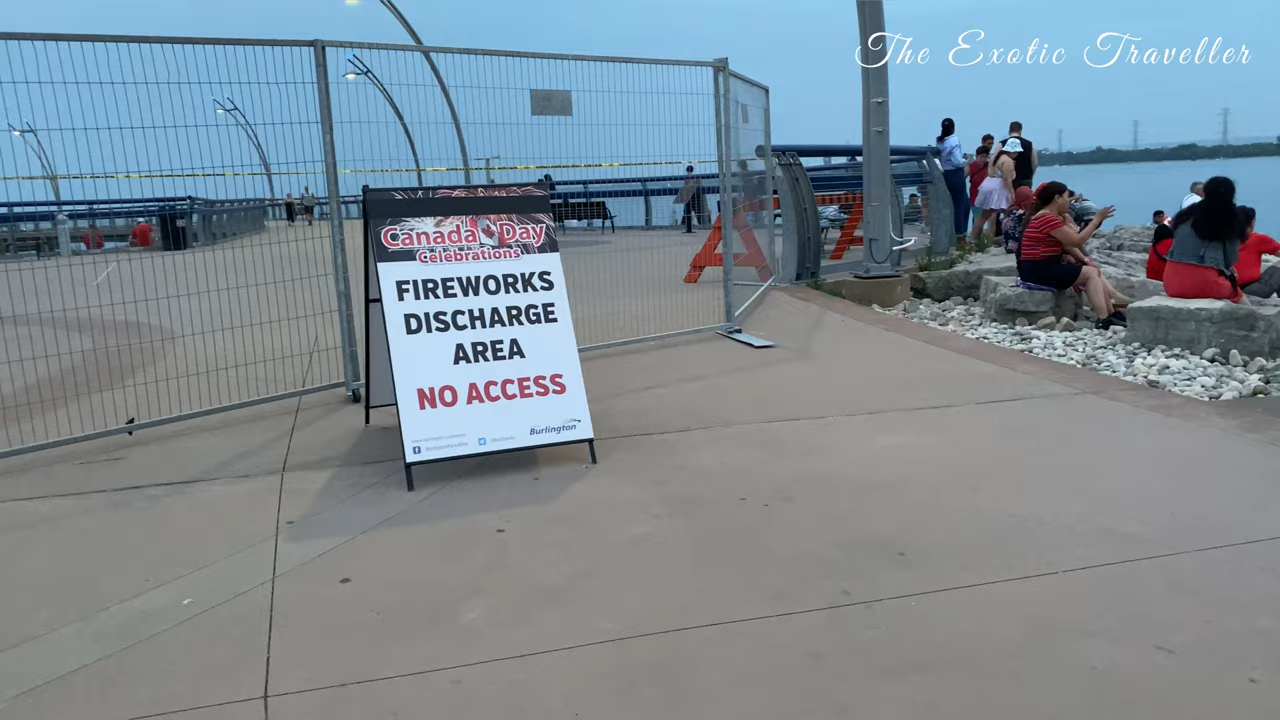 The Exotic Traveller
Canada Day
Celebrations
FIREWORKS
DISCHARGE
AREA
NO ACCESS
Burlington